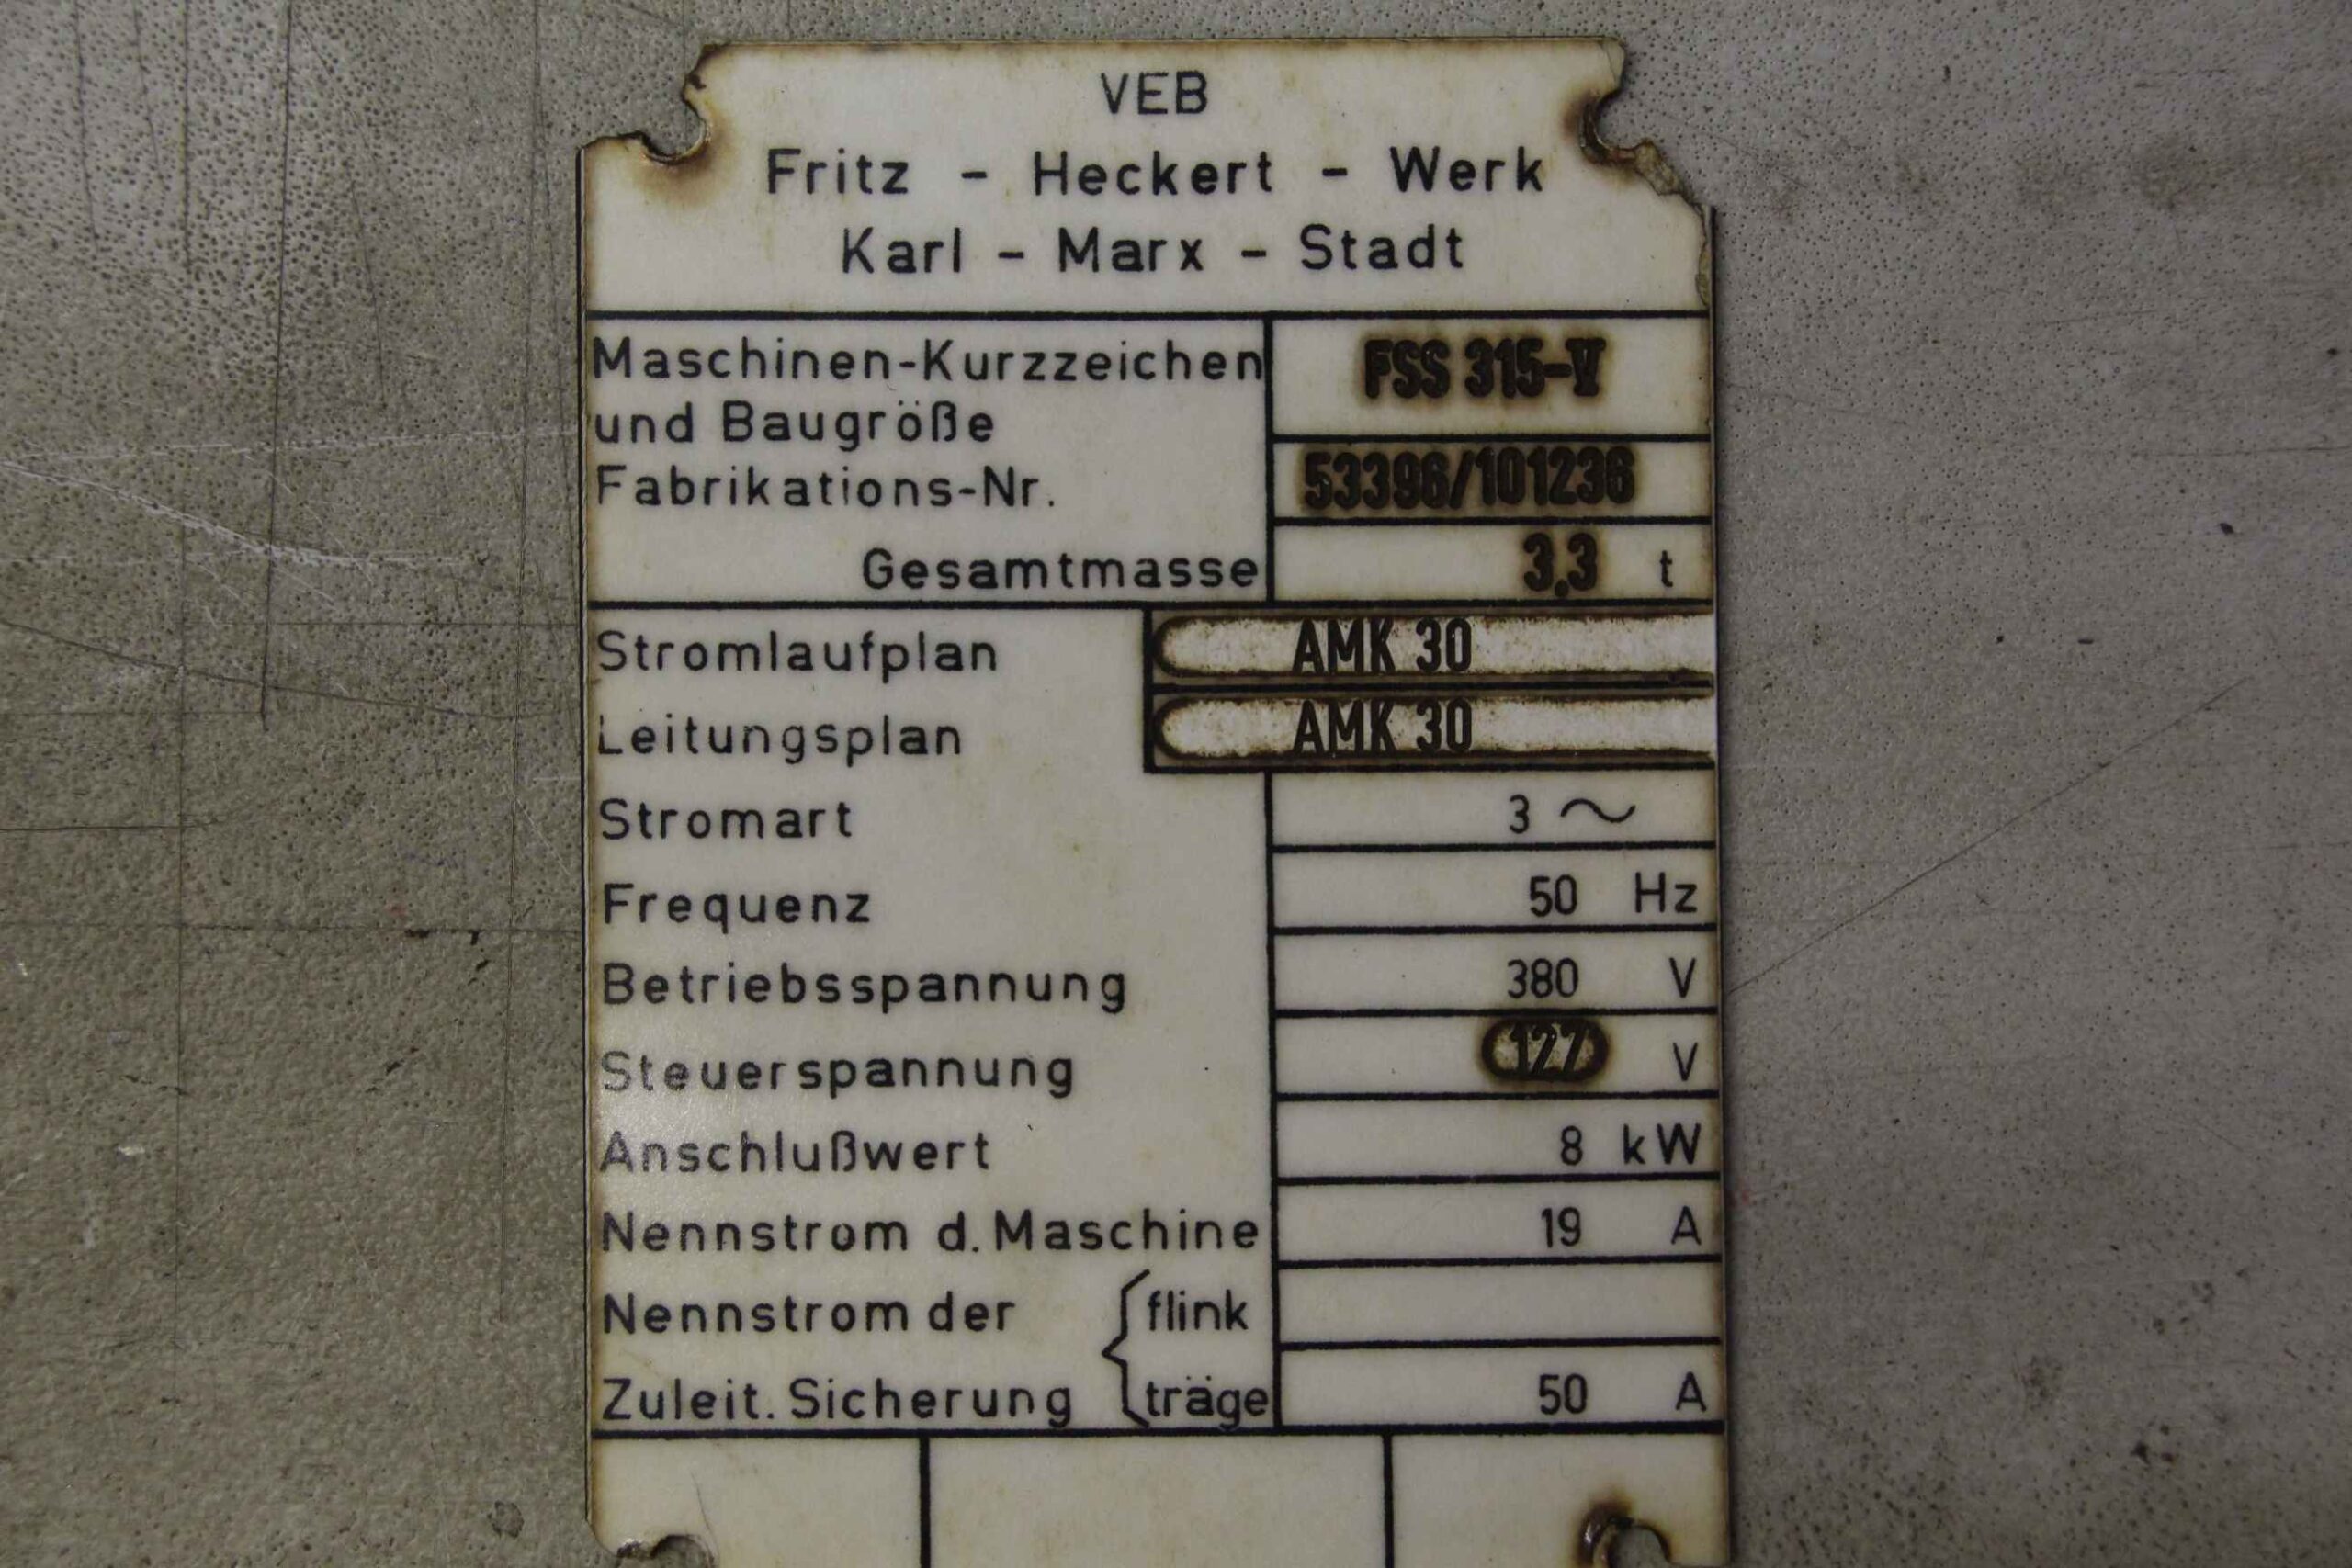 VEB
Fritz - Heckert - Werk
Karl - Marx - Stadt
Maschinen-Kurzzeichen und Baugröße FSS 315-V
Fabrikations-Nr. 53396/101236
Gesamtmasse 3,3 t
Stromlaufplan AMK 30
Leitungsplan AMK 30
Stromart 3 ~
Frequenz 50 Hz
Betriebsspannung 380 V
Steuerspannung 127 V
Anschlußwert 8 kW
Nennstrom d. Maschine 19 A
Nennstrom der { flink
Zuleit. Sicherung { träge 50 A